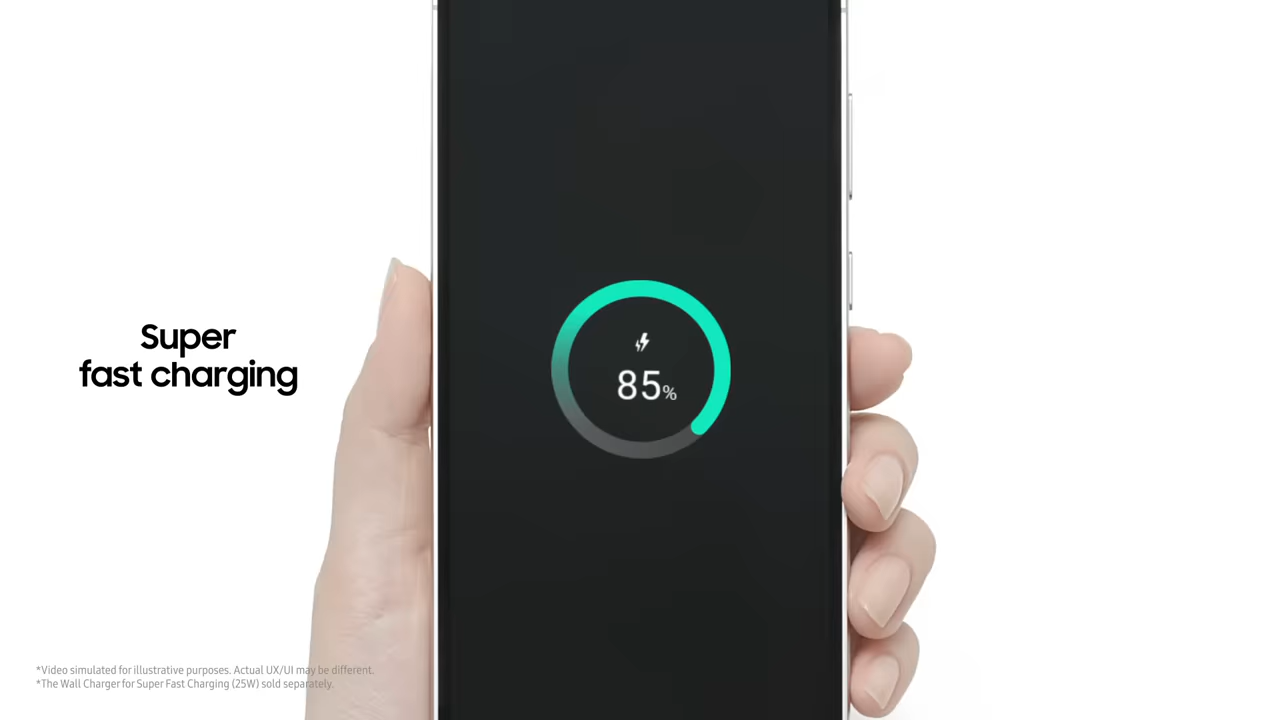 Super
fast charging
85%
*Video simulated for illustrative purposes. Actual UX/UI may be different.
*The Wall Charger for Super Fast Charging (25W) sold separately.